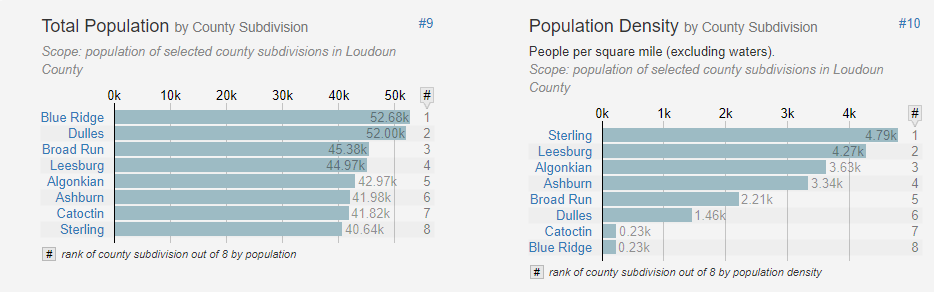 Total Population by County Subdivision #9
Scope: population of selected county subdivisions in Loudoun
County
0k 10k 20k 30k 40k 50k #
Blue Ridge 52.68k 1
Dulles 52.00k 2
Broad Run 45.38k 3
Leesburg 44.97k 4
Algonkian 42.97k 5
Ashburn 41.98k 6
Catoctin 41.82k 7
Sterling 40.64k 8
# rank of county subdivision out of 8 by population
Population Density by County Subdivision #10
People per square mile (excluding waters).
Scope: population of selected county subdivisions in Loudoun
County
0k 1k 2k 3k 4k #
Sterling 4.79k 1
Leesburg 4.27k 2
Algonkian 3.63k 3
Ashburn 3.34k 4
Broad Run 2.21k 5
Dulles 1.46k 6
Catoctin 0.23k 7
Blue Ridge 0.23k 8
# rank of county subdivision out of 8 by population density